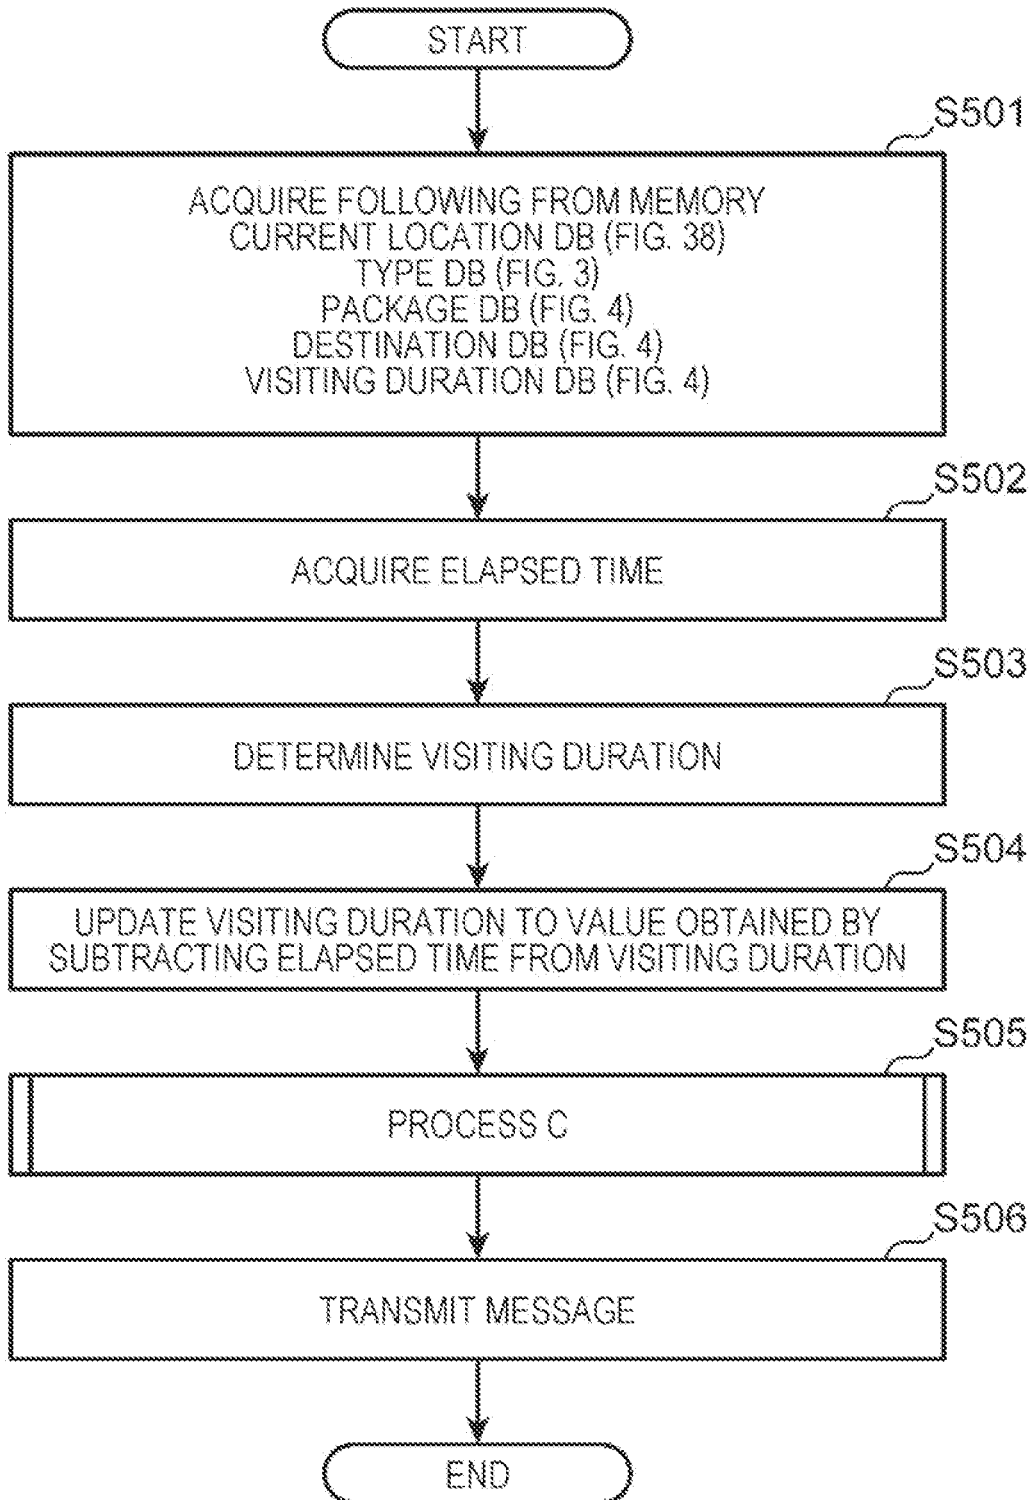 START
S501
ACQUIRE FOLLOWING FROM MEMORY
CURRENT LOCATION DB (FIG. 38)
TYPE DB (FIG. 3)
PACKAGE DB (FIG. 4)
DESTINATION DB (FIG. 4)
VISITING DURATION DB (FIG. 4)
S502
ACQUIRE ELAPSED TIME
S503
DETERMINE VISITING DURATION
S504
UPDATE VISITING DURATION TO VALUE OBTAINED BY
SUBTRACTING ELAPSED TIME FROM VISITING DURATION
S505
PROCESS C
S506
TRANSMIT MESSAGE
END